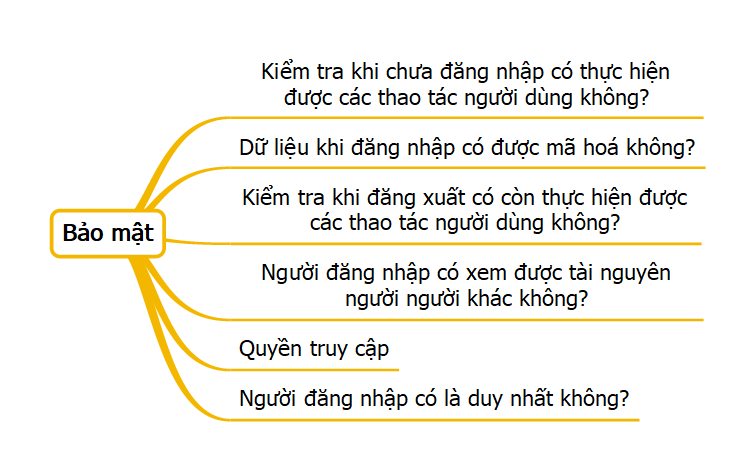 Kiểm tra khi chưa đăng nhập có thực hiện
được các thao tác người dùng không?
Dữ liệu khi đăng nhập có được mã hoá không?
Kiểm tra khi đăng xuất có còn thực hiện được
các thao tác người dùng không?
Bảo mật
Người đăng nhập có xem được tài nguyên
người người khác không?
Quyền truy cập
Người đăng nhập có là duy nhất không?